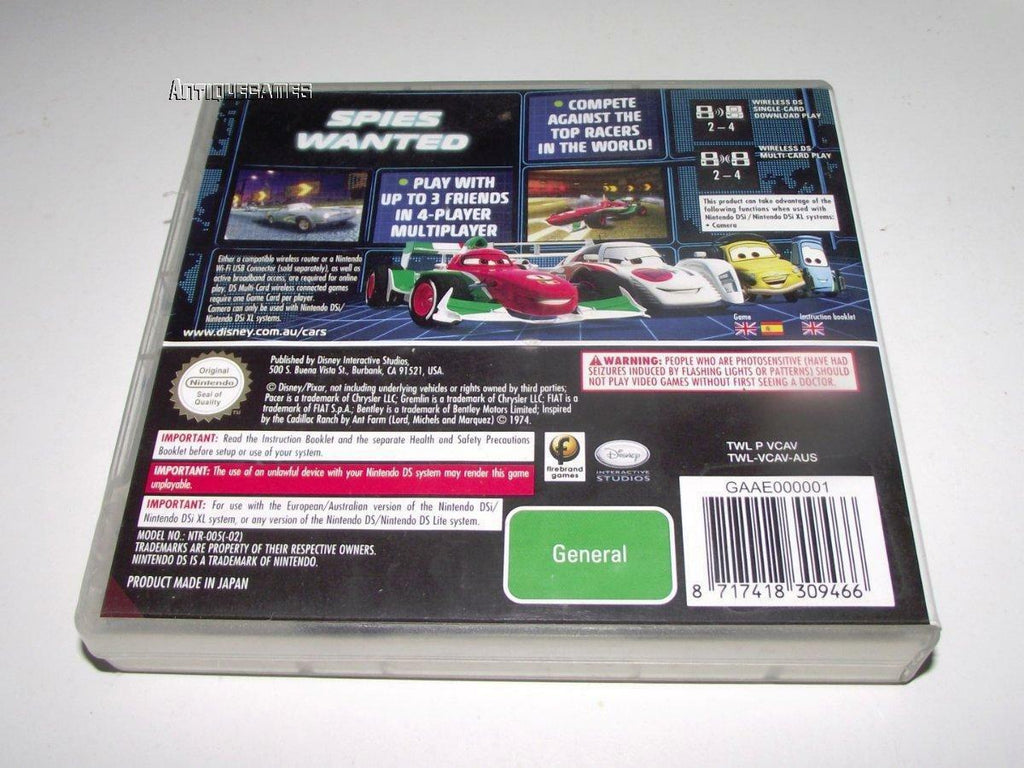 AntiqueGames
SPIES
WANTED
• COMPETE
AGAINST THE
TOP RACERS
IN THE WORLD!
WIRELESS DS
SINGLE-CARD
DOWNLOAD PLAY
2 – 4
WIRELESS DS
MULTI-CARD PLAY
2 – 4
• PLAY WITH
UP TO 3 FRIENDS
IN 4-PLAYER
MULTIPLAYER
This product can take advantage of the
following functions when used with
Nintendo DSi / Nintendo DSi XL systems:
• Camera
Either a compatible wireless router or a Nintendo
Wi-Fi USB Connector (sold separately), as well as
active broadband access, are required for online
play. DS Multi-Card wireless connected games
require one Game Card per player.
Camera can only be used with Nintendo DSi/
Nintendo DSi XL systems.
www.disney.com.au/cars
Game
Instruction booklet
Original
Nintendo
Seal of
Quality
TM
Published by Disney Interactive Studios,
500 S. Buena Vista St., Burbank, CA 91521, USA.
© Disney/Pixar, not including underlying vehicles or rights owned by third parties;
Pacer is a trademark of Chrysler LLC; Gremlin is a trademark of Chrysler LLC; FIAT is a
trademark of FIAT S.p.A.; Bentley is a trademark of Bentley Motors Limited; Inspired
by the Cadillac Ranch by Ant Farm (Lord, Michels and Marquez) © 1974.
WARNING: PEOPLE WHO ARE PHOTOSENSITIVE (HAVE HAD
SEIZURES INDUCED BY FLASHING LIGHTS OR PATTERNS) SHOULD
NOT PLAY VIDEO GAMES WITHOUT FIRST SEEING A DOCTOR.
IMPORTANT: Read the Instruction Booklet and the separate Health and Safety Precautions
Booklet before setup or use of your system.
IMPORTANT: The use of an unlawful device with your Nintendo DS system may render this game
unplayable.
IMPORTANT: For use with the European/Australian version of the Nintendo DSi/
Nintendo DSi XL system, or any version of the Nintendo DS/Nintendo DS Lite system.
firebrand
games
Disney
INTERACTIVE
STUDIOS
TWL P VCAV
TWL-VCAV-AUS
MODEL NO.: NTR-005(-02)
TRADEMARKS ARE PROPERTY OF THEIR RESPECTIVE OWNERS.
NINTENDO DS IS A TRADEMARK OF NINTENDO.
PRODUCT MADE IN JAPAN
General
GAAE000001
8 717418 309466